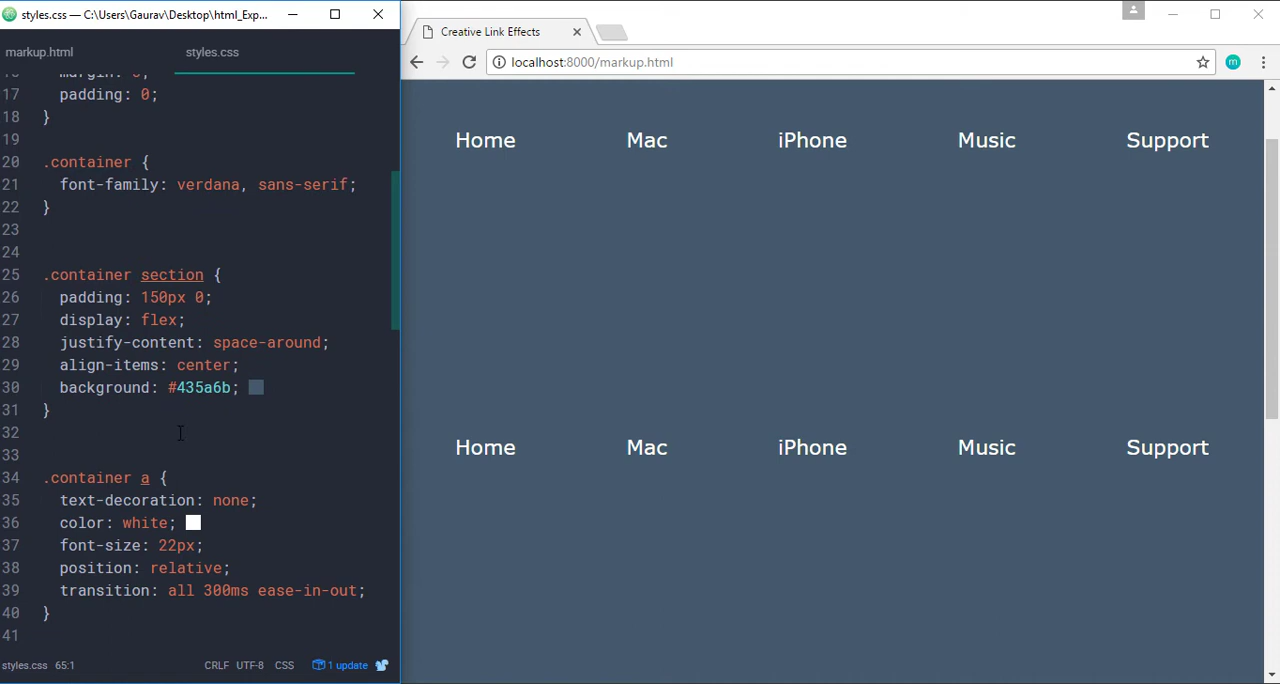 styles.css — C:\Users\Gaurav\Desktop\html_Exp...
markup.html styles.css
16 margin: 0;
17 padding: 0;
18 }
19
20 .container {
21 font-family: verdana, sans-serif;
22 }
23
24
25 .container section {
26 padding: 150px 0;
27 display: flex;
28 justify-content: space-around;
29 align-items: center;
30 background: #435a6b;
31 }
32
33
34 .container a {
35 text-decoration: none;
36 color: white;
37 font-size: 22px;
38 position: relative;
39 transition: all 300ms ease-in-out;
40 }
41
styles.css 65:1 CRLF UTF-8 CSS 1 update
Creative Link Effects
localhost:8000/markup.html
m
Home Mac iPhone Music Support
Home Mac iPhone Music Support